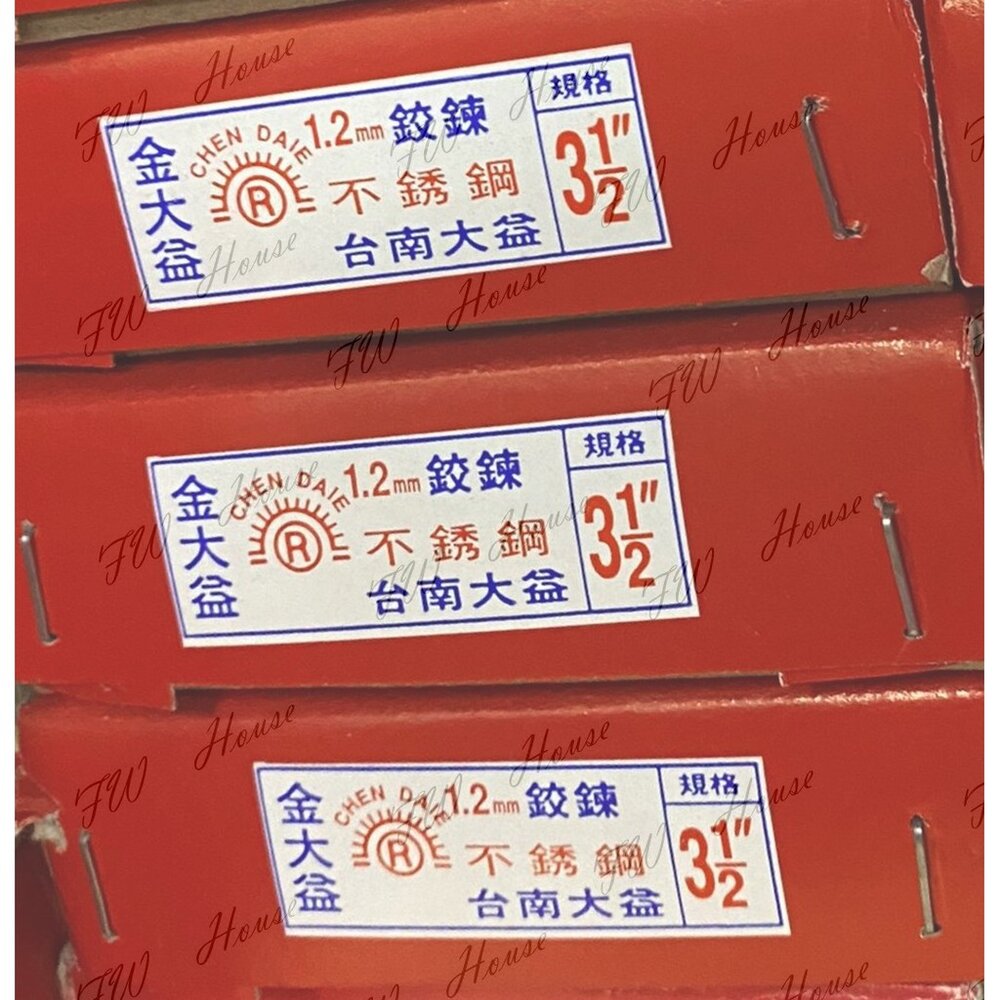 金大益
CHEN DAIE
R
1.2mm 鉸鍊
不銹鋼
台南大益
規格
3 1/2"
金大益
CHEN DAIE
R
1.2mm 鉸鍊
不銹鋼
台南大益
規格
3 1/2"
金大益
CHEN DAIE
R
1.2mm 鉸鍊
不銹鋼
台南大益
規格
3 1/2"
FW House